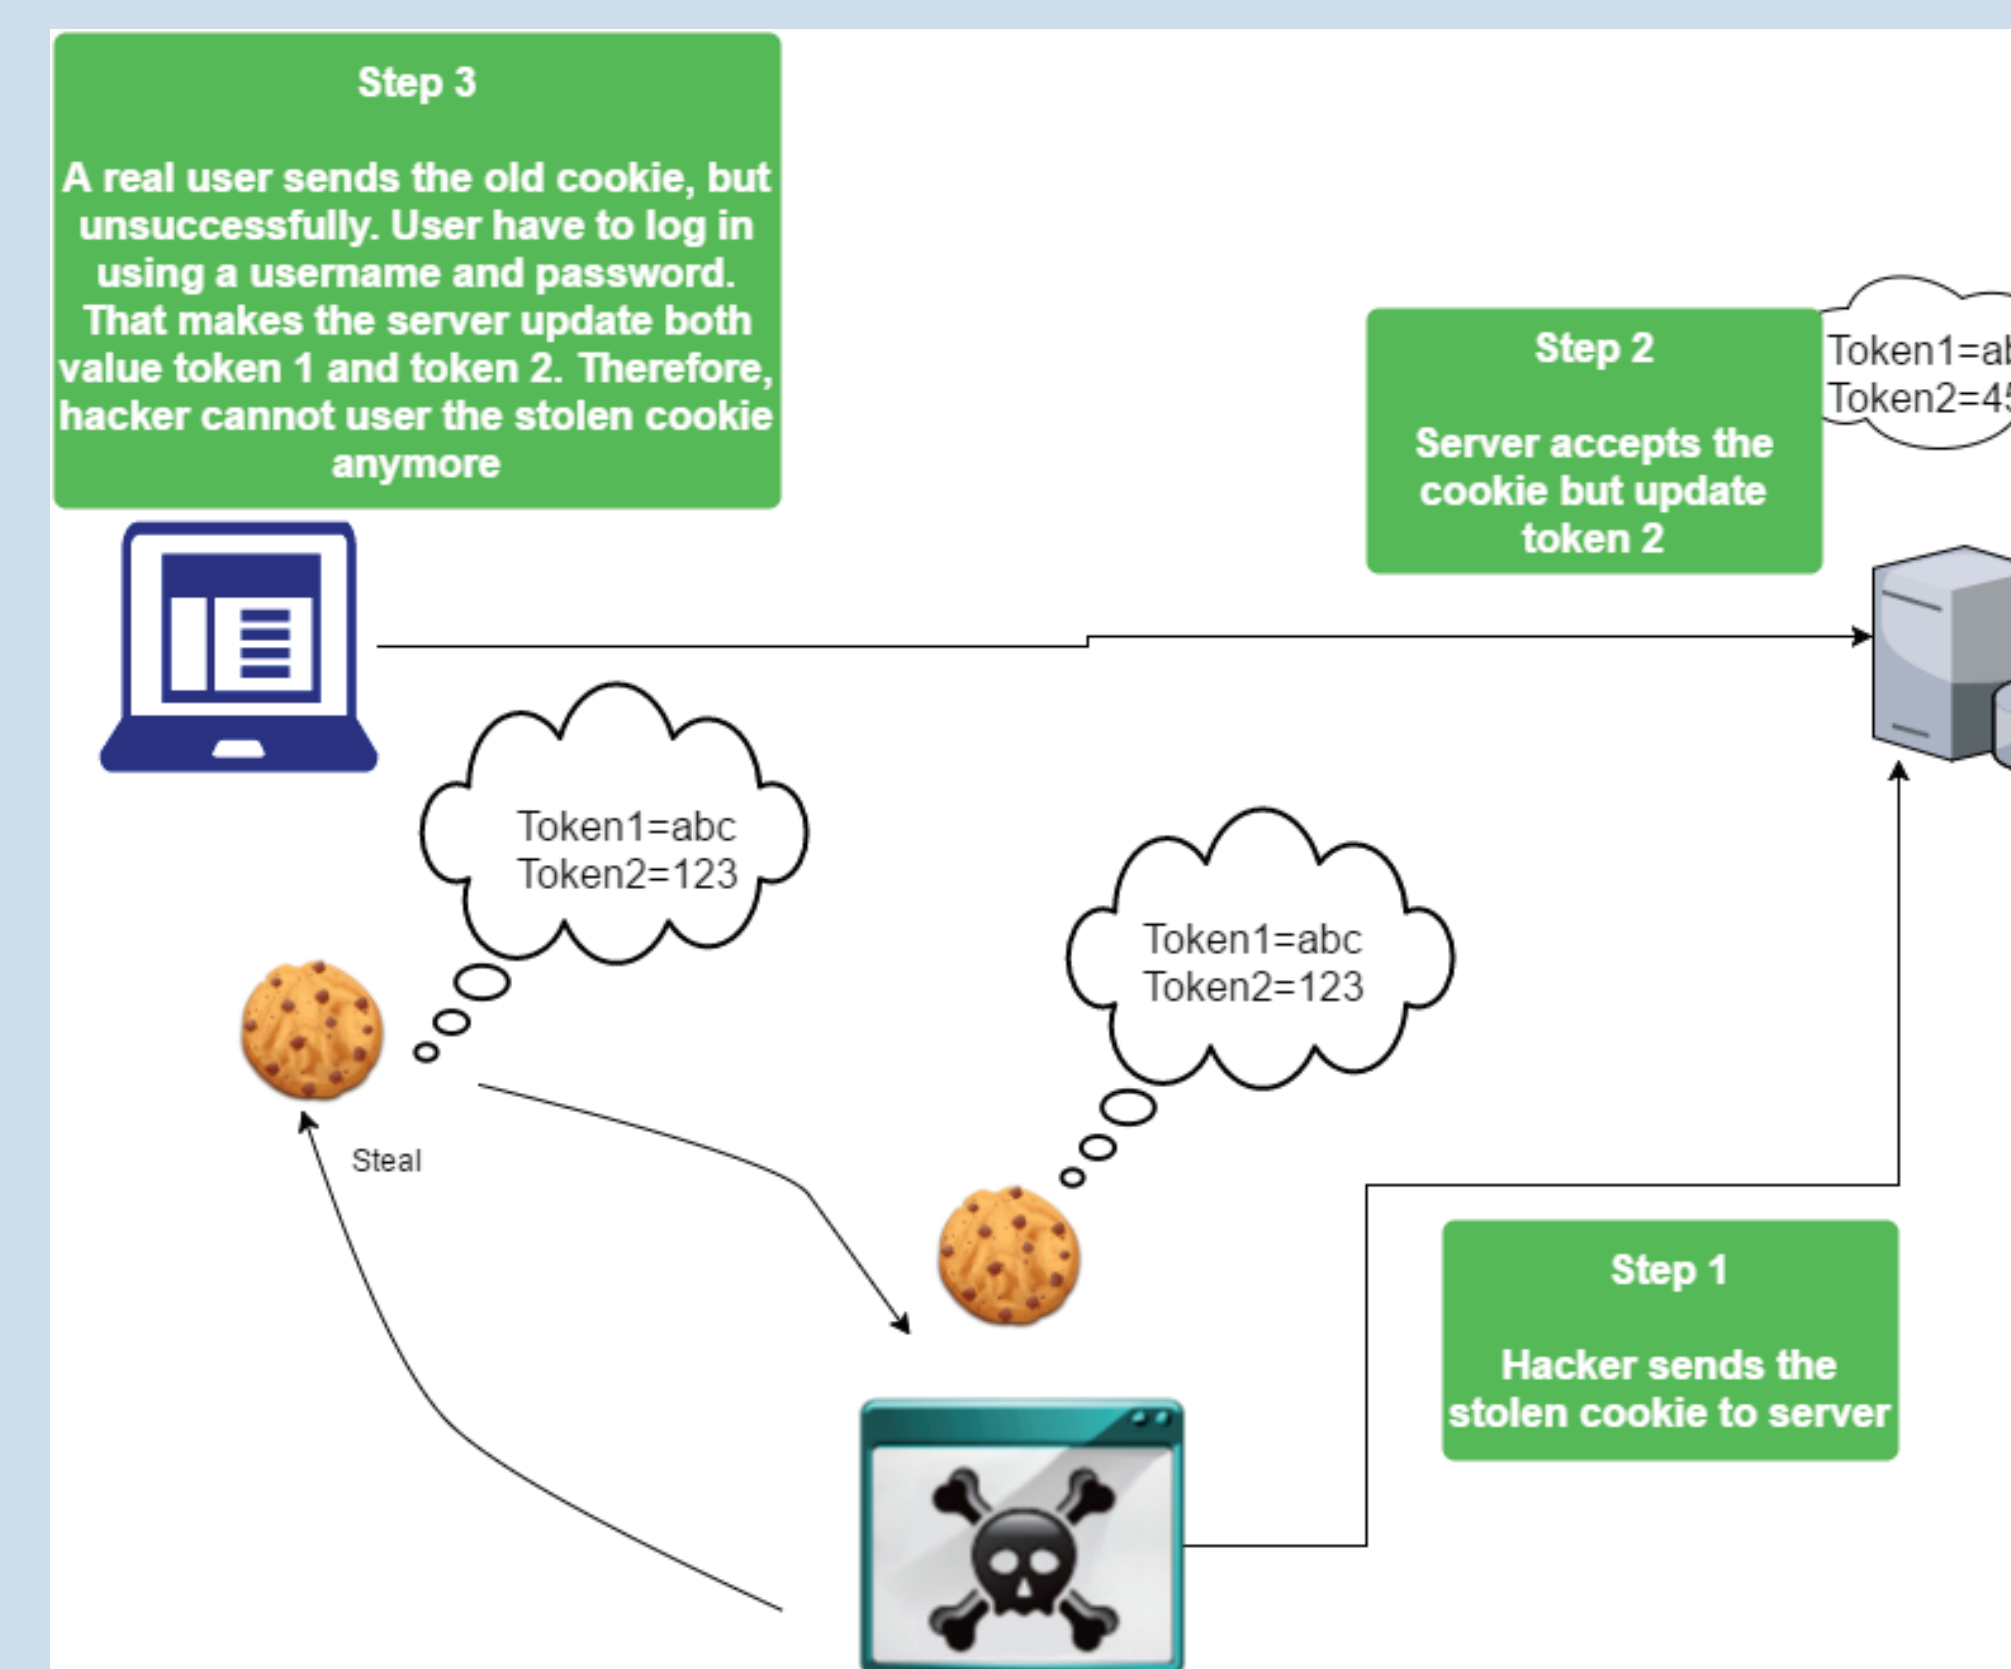 Step 3
A real user sends the old cookie, but
unsuccessfully. User have to log in
using a username and password.
That makes the server update both
value token 1 and token 2. Therefore,
hacker cannot user the stolen cookie
anymore
Step 2
Server accepts the
cookie but update
token 2
Token1=abc
Token2=123
Token1=abc
Token2=123
Steal
Step 1
Hacker sends the
stolen cookie to server